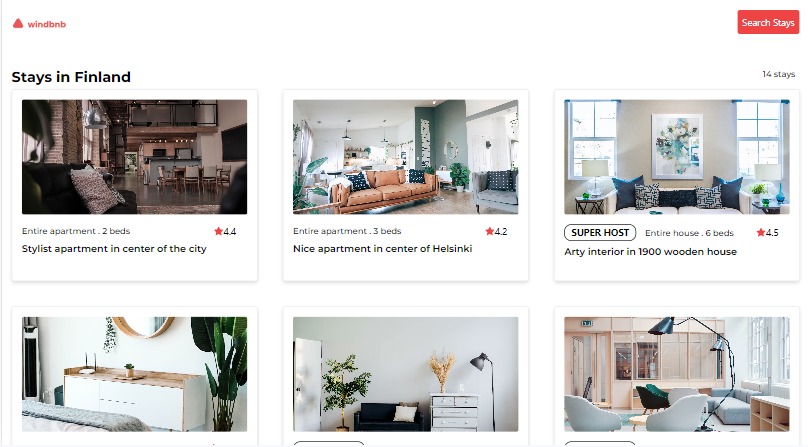 windbnb
Search Stays
Stays in Finland
14 stays
Entire apartment . 2 beds
4.4
Stylist apartment in center of the city
Entire apartment . 3 beds
4.2
Nice apartment in center of Helsinki
SUPER HOST
Entire house . 6 beds
4.5
Arty interior in 1900 wooden house